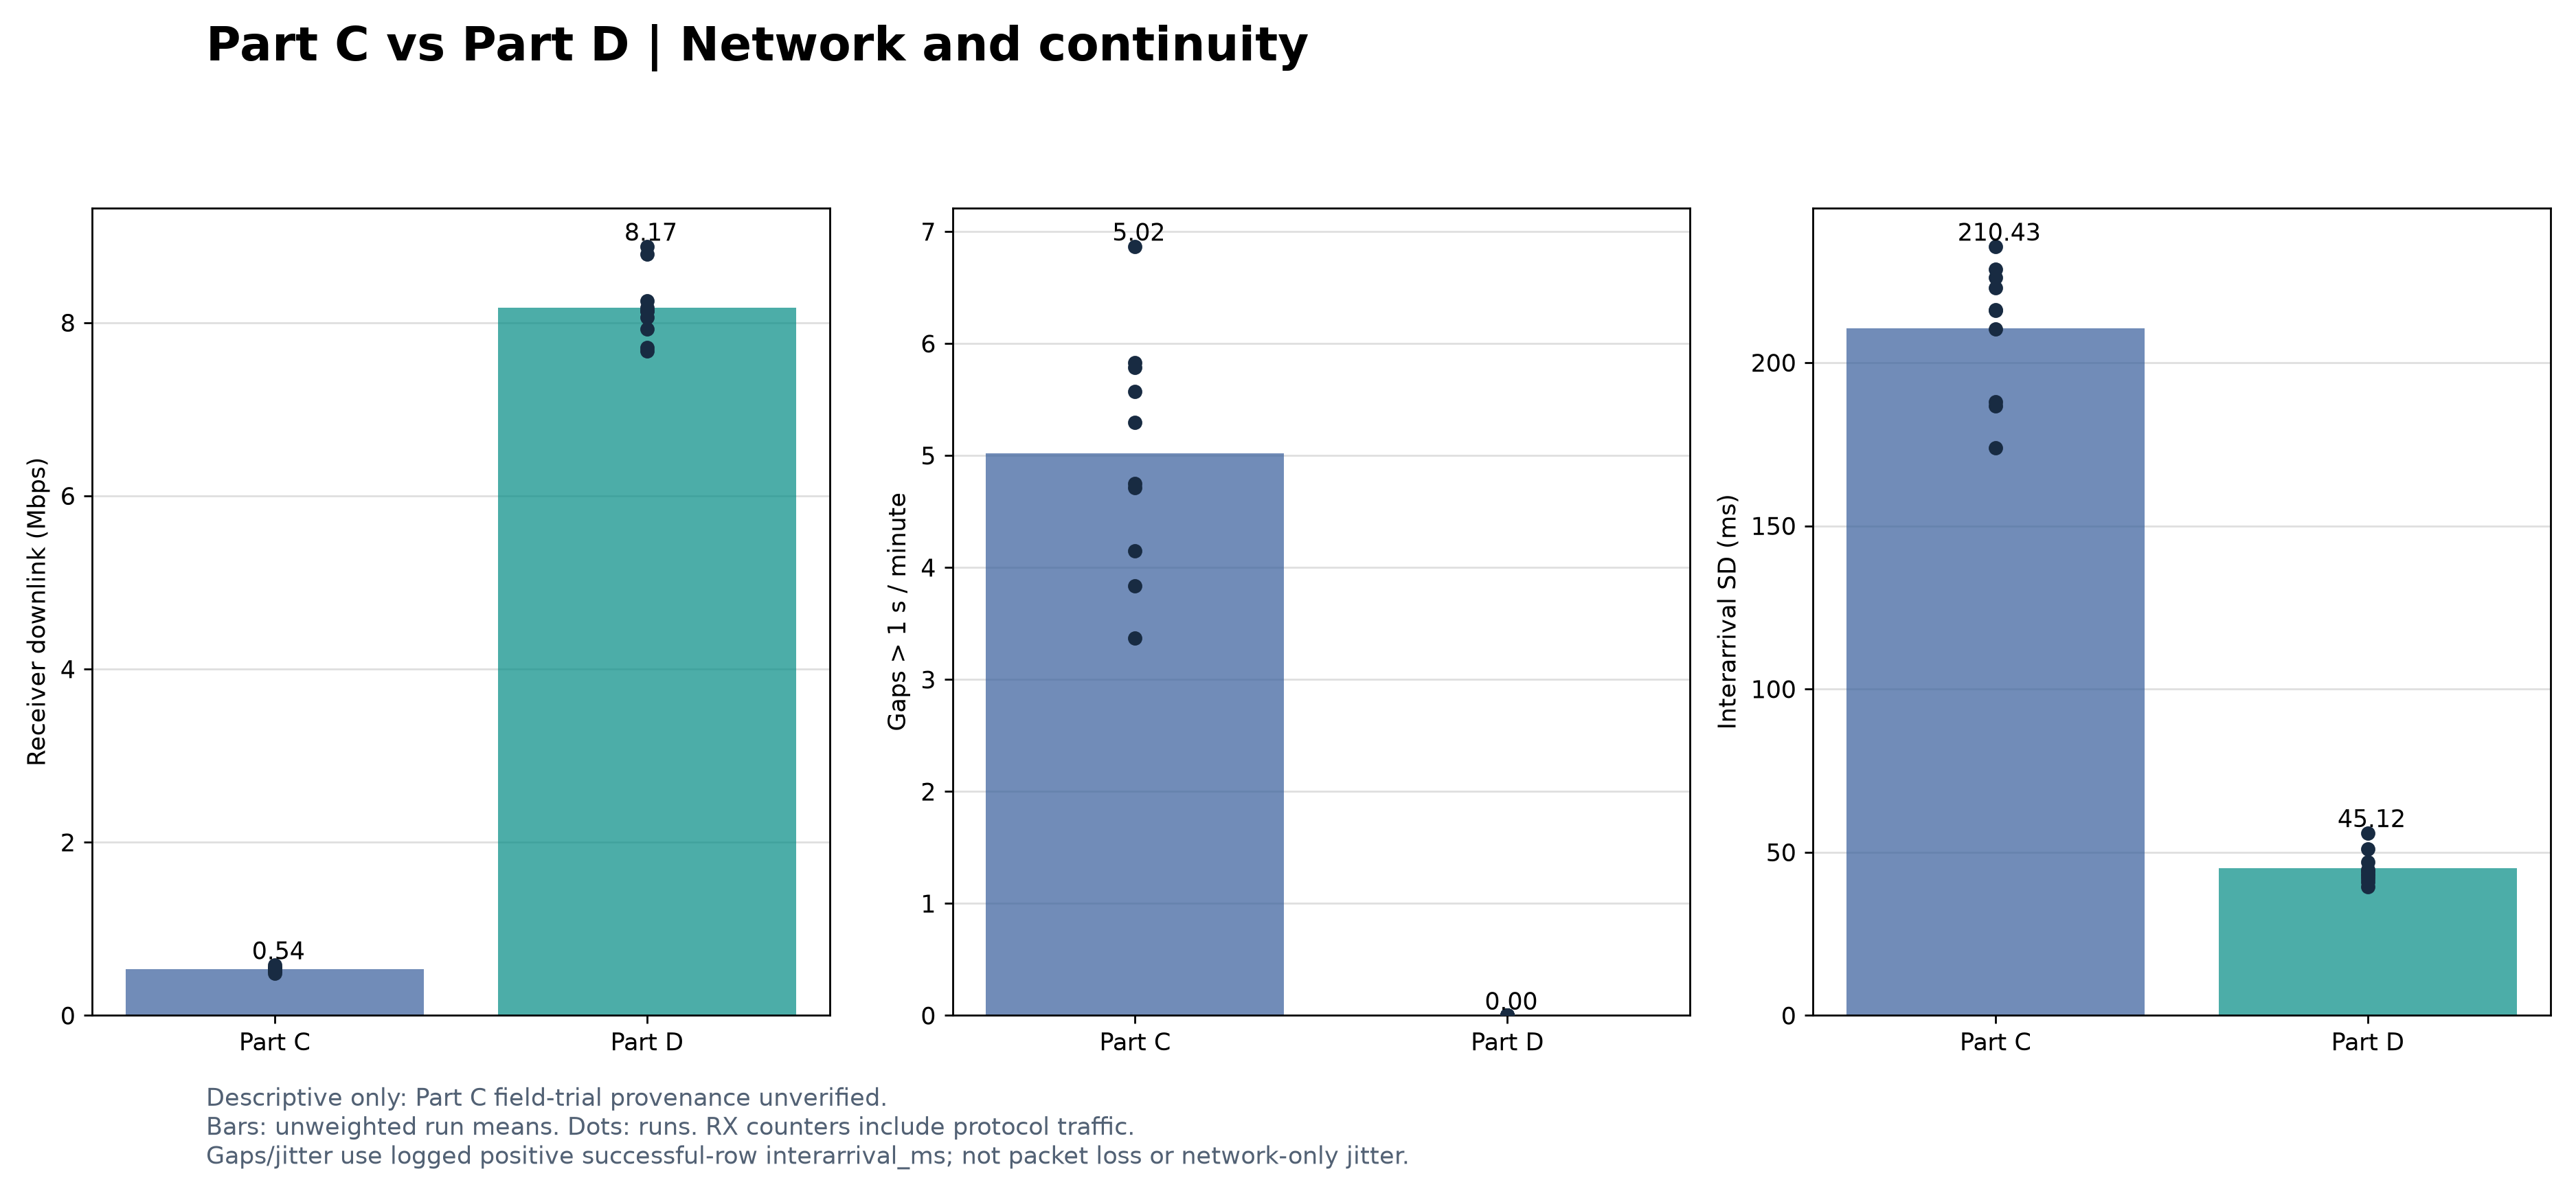 Part C vs Part D | Network and continuity
Receiver downlink (Mbps)
8
6
4
2
0
0.54
8.17
Part C
Part D
Gaps > 1 s / minute
7
6
5
4
3
2
1
0
5.02
0.00
Part C
Part D
Interarrival SD (ms)
200
150
100
50
0
210.43
45.12
Part C
Part D
Descriptive only: Part C field-trial provenance unverified.
Bars: unweighted run means. Dots: runs. RX counters include protocol traffic.
Gaps/jitter use logged positive successful-row interarrival_ms; not packet loss or network-only jitter.